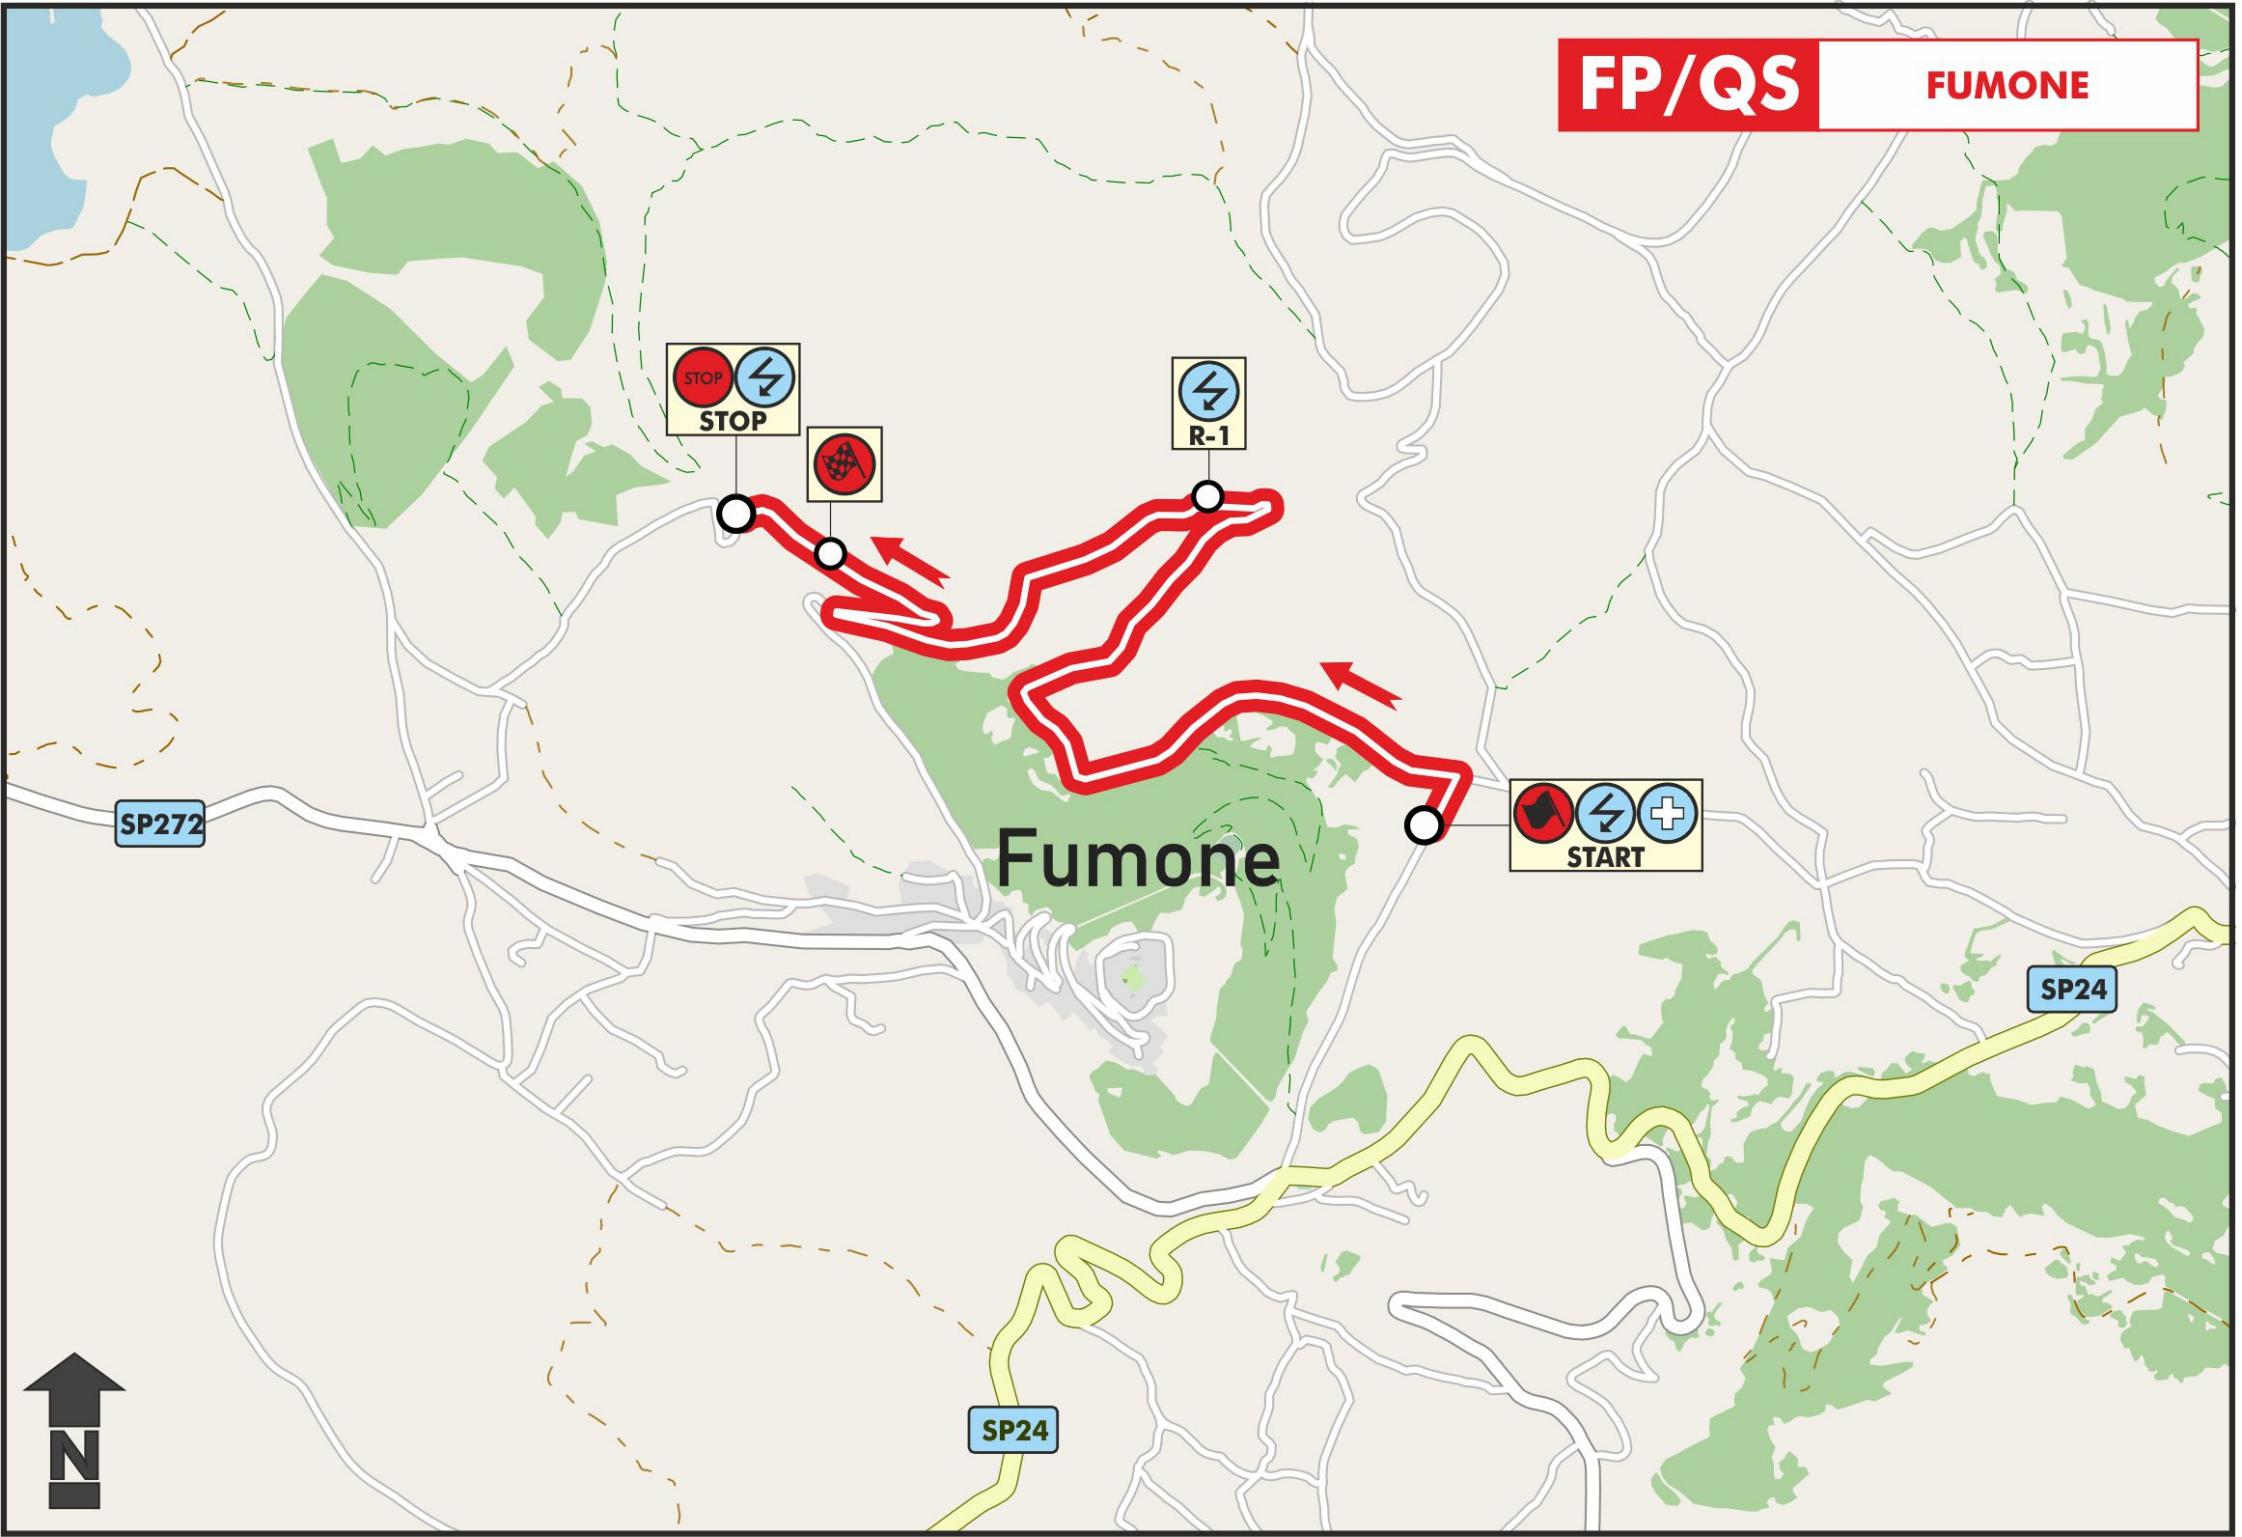 FP/QS FUMONE
STOP
STOP
R-1
START
SP272
Fumone
SP24
SP24
N